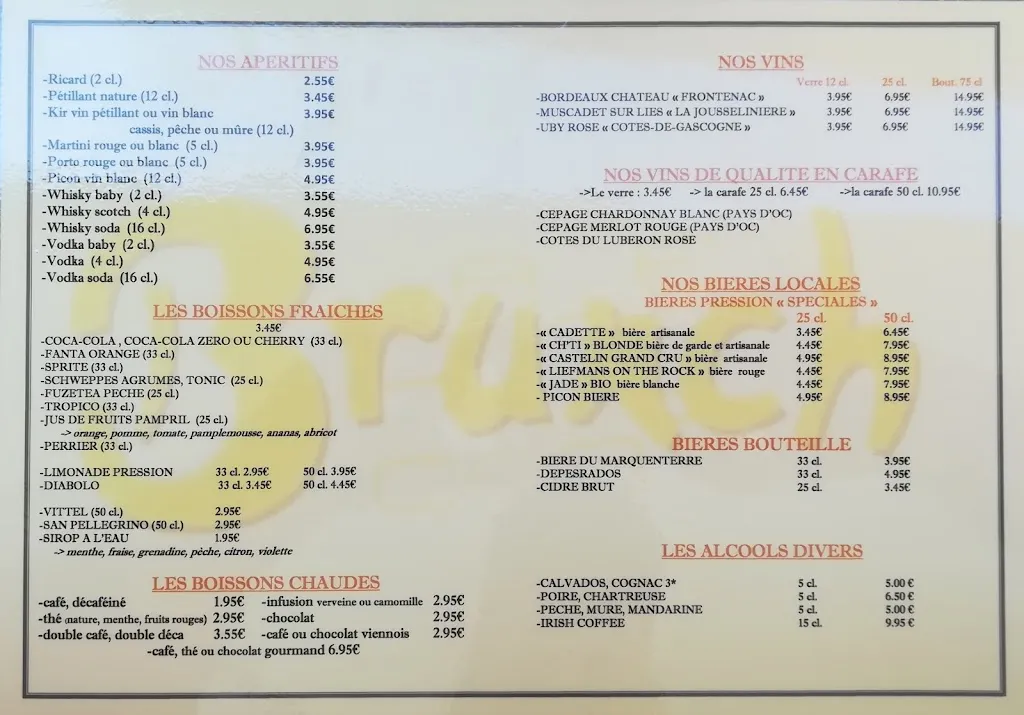 Brunch
NOS APERITIFS
-Ricard (2 cl.) 2.55€
-Pétillant nature (12 cl.) 3.45€
-Kir vin pétillant ou vin blanc 3.95€
cassis, pêche ou mûre (12 cl.)
-Martini rouge ou blanc (5 cl.) 3.95€
-Porto rouge ou blanc (5 cl.) 3.95€
-Picon vin blanc (12 cl.) 4.95€
-Whisky baby (2 cl.) 3.55€
-Whisky scotch (4 cl.) 4.95€
-Whisky soda (16 cl.) 6.95€
-Vodka baby (2 cl.) 3.55€
-Vodka (4 cl.) 4.95€
-Vodka soda (16 cl.) 6.55€
LES BOISSONS FRAICHES
3.45€
-COCA-COLA , COCA-COLA ZERO OU CHERRY (33 cl.)
-FANTA ORANGE (33 cl.)
-SPRITE (33 cl.)
-SCHWEPPES AGRUMES, TONIC (25 cl.)
-FUZETEA PECHE (25 cl.)
-TROPICO (33 cl.)
-JUS DE FRUITS PAMPRIL (25 cl.)
-> orange, pomme, tomate, pamplemousse, ananas, abricot
-PERRIER (33 cl.)
-LIMONADE PRESSION 33 cl. 2.95€ 50 cl. 3.95€
-DIABOLO 33 cl. 3.45€ 50 cl. 4.45€
-VITTEL (50 cl.) 2.95€
-SAN PELLEGRINO (50 cl.) 2.95€
-SIROP A L'EAU 1.95€
-> menthe, fraise, grenadine, pêche, citron, violette
LES BOISSONS CHAUDES
-café, décaféiné 1.95€ -infusion verveine ou camomille 2.95€
-thé (nature, menthe, fruits rouges) 2.95€ -chocolat 2.95€
-double café, double déca 3.55€ -café ou chocolat viennois 2.95€
-café, thé ou chocolat gourmand 6.95€
NOS VINS
Verre 12 cl. 25 cl. Bout. 75 cl
-BORDEAUX CHATEAU « FRONTENAC » 3.95€ 6.95€ 14.95€
-MUSCADET SUR LIES « LA JOUSSELINIERE » 3.95€ 6.95€ 14.95€
-UBY ROSE « COTES-DE-GASCOGNE » 3.95€ 6.95€ 14.95€
NOS VINS DE QUALITE EN CARAFE
->Le verre : 3.45€ -> la carafe 25 cl. 6.45€ ->la carafe 50 cl. 10.95€
-CEPAGE CHARDONNAY BLANC (PAYS D'OC)
-CEPAGE MERLOT ROUGE (PAYS D'OC)
-COTES DU LUBERON ROSE
NOS BIERES LOCALES
BIERES PRESSION « SPECIALES »
25 cl. 50 cl.
-« CADETTE » bière artisanale 3.45€ 6.45€
-« CH'TI » BLONDE bière de garde et artisanale 4.45€ 7.95€
-« CASTELIN GRAND CRU » bière artisanale 4.95€ 8.95€
-« LIEFMANS ON THE ROCK » bière rouge 4.45€ 7.95€
-« JADE » BIO bière blanche 4.45€ 7.95€
-PICON BIERE 4.95€ 8.95€
BIERES BOUTEILLE
-BIERE DU MARQUENTERRE 33 cl. 3.95€
-DEPESRADOS 33 cl. 4.95€
-CIDRE BRUT 25 cl. 3.45€
LES ALCOOLS DIVERS
-CALVADOS, COGNAC 3* 5 cl. 5.00 €
-POIRE, CHARTREUSE 5 cl. 6.50 €
-PECHE, MURE, MANDARINE 5 cl. 5.00 €
-IRISH COFFEE 15 cl. 9.95 €